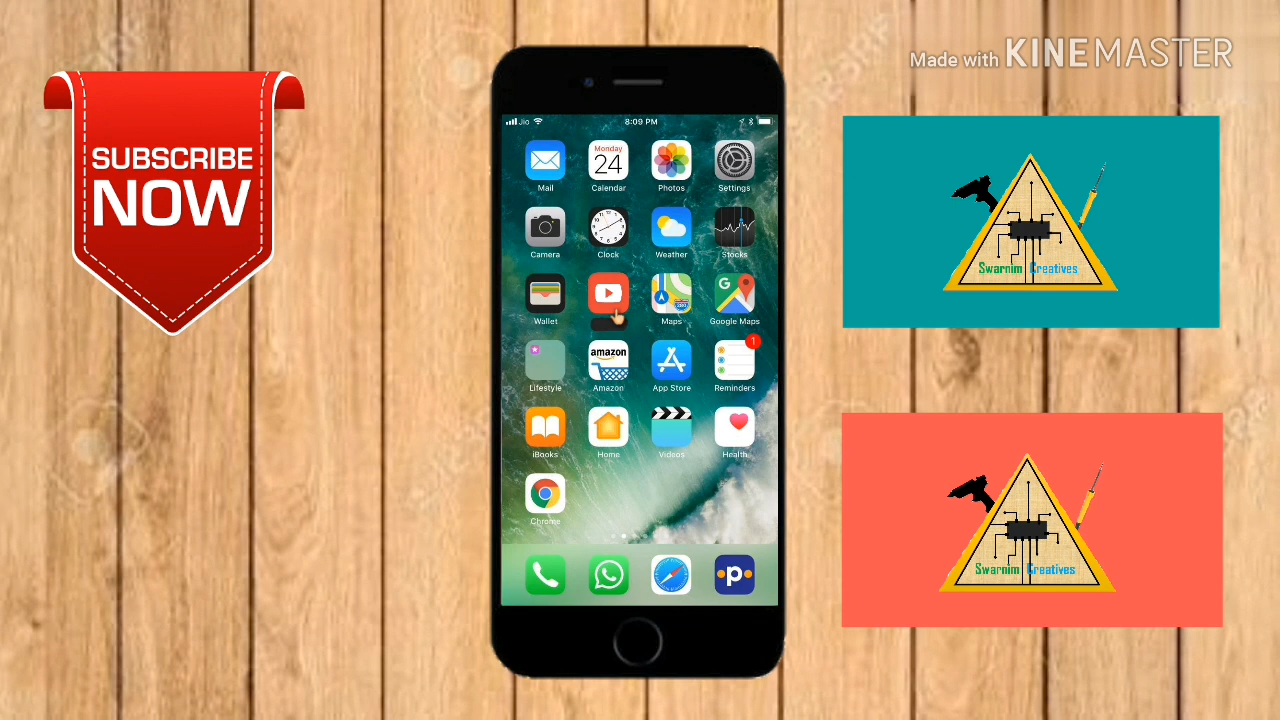 Made with KINEMASTER
SUBSCRIBE
NOW
Jio
8:09 PM
Monday
24
Mail
Calendar
Photos
Settings
Camera
Clock
Weather
Stocks
Wallet
Maps
G
280
Google Maps
amazon
1
Lifestyle
Amazon
App Store
Reminders
iBooks
Home
Videos
Health
Chrome
p
Swarnim Creatives
Swarnim Creatives